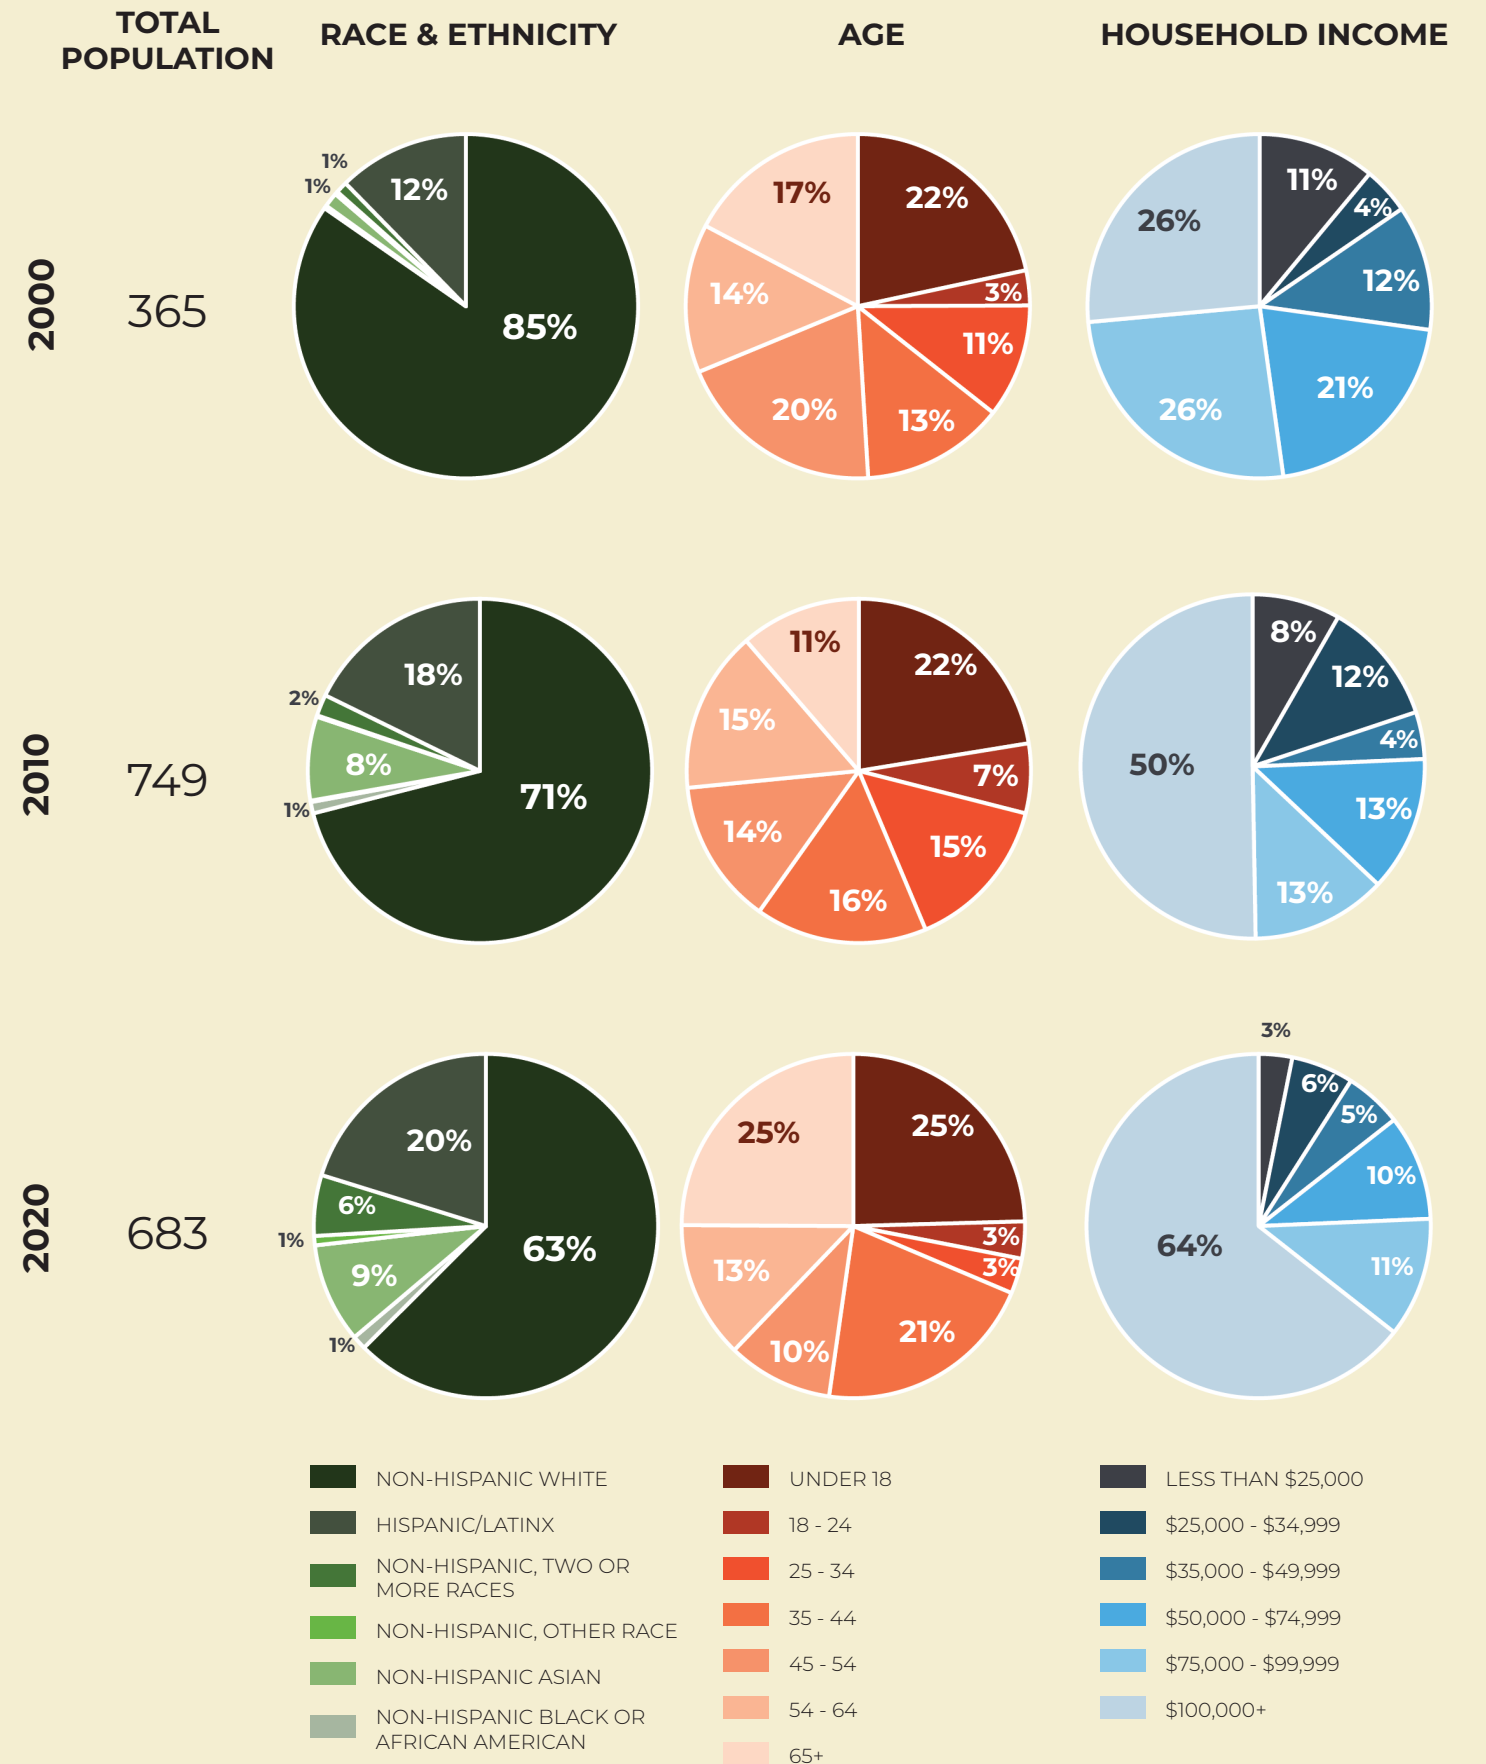 TOTAL
POPULATION
RACE & ETHNICITY
AGE
HOUSEHOLD INCOME
2000
365
1%
1%
12%
85%
17%
22%
3%
11%
13%
20%
14%
11%
4%
12%
21%
26%
26%
2010
749
18%
2%
8%
1%
71%
11%
22%
7%
15%
16%
14%
15%
8%
12%
4%
13%
13%
50%
2020
683
20%
6%
1%
9%
1%
63%
25%
25%
3%
3%
21%
10%
13%
3%
6%
5%
10%
11%
64%
NON-HISPANIC WHITE
HISPANIC/LATINX
NON-HISPANIC, TWO OR
MORE RACES
NON-HISPANIC, OTHER RACE
NON-HISPANIC ASIAN
NON-HISPANIC BLACK OR
AFRICAN AMERICAN
UNDER 18
18 - 24
25 - 34
35 - 44
45 - 54
54 - 64
65+
LESS THAN $25,000
$25,000 - $34,999
$35,000 - $49,999
$50,000 - $74,999
$75,000 - $99,999
$100,000+